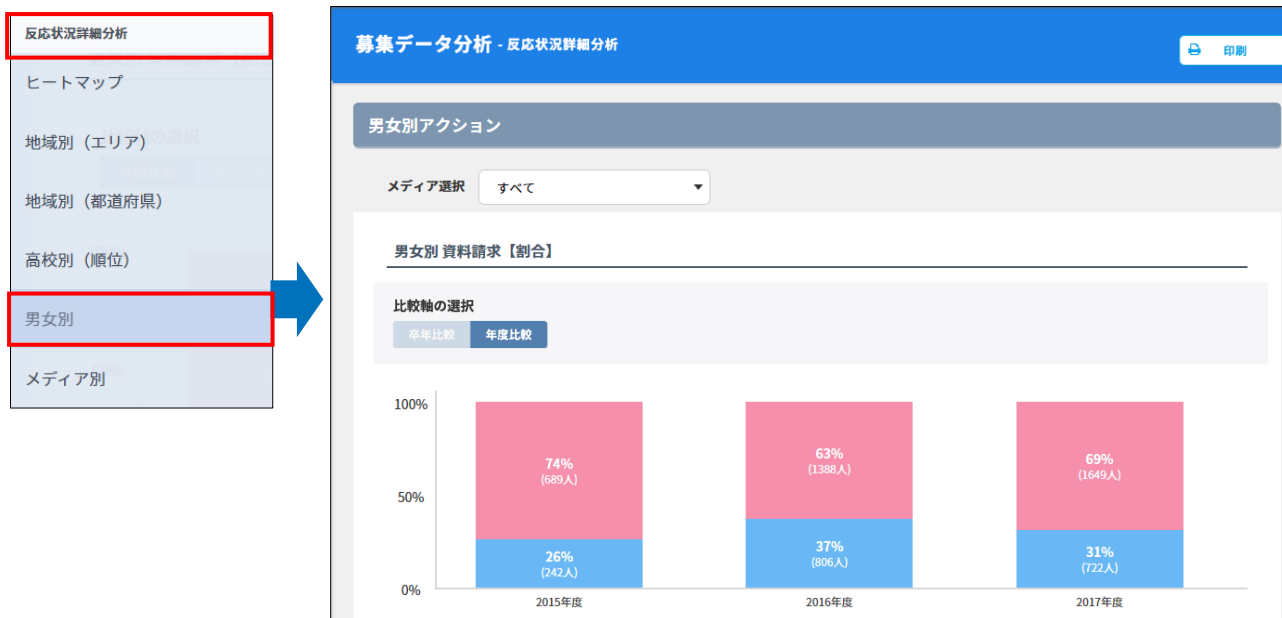 反応状況詳細分析
ヒートマップ
地域別（エリア）
地域別（都道府県）
高校別（順位）
男女別
メディア別
募集データ分析 - 反応状況詳細分析
印刷
男女別アクション
メディア選択 すべて
男女別 資料請求【割合】
比較軸の選択
卒年比較 年度比較
100%
50%
0%
74%
(689人)
26%
(242人)
63%
(1388人)
37%
(806人)
69%
(1649人)
31%
(722人)
2015年度 2016年度 2017年度